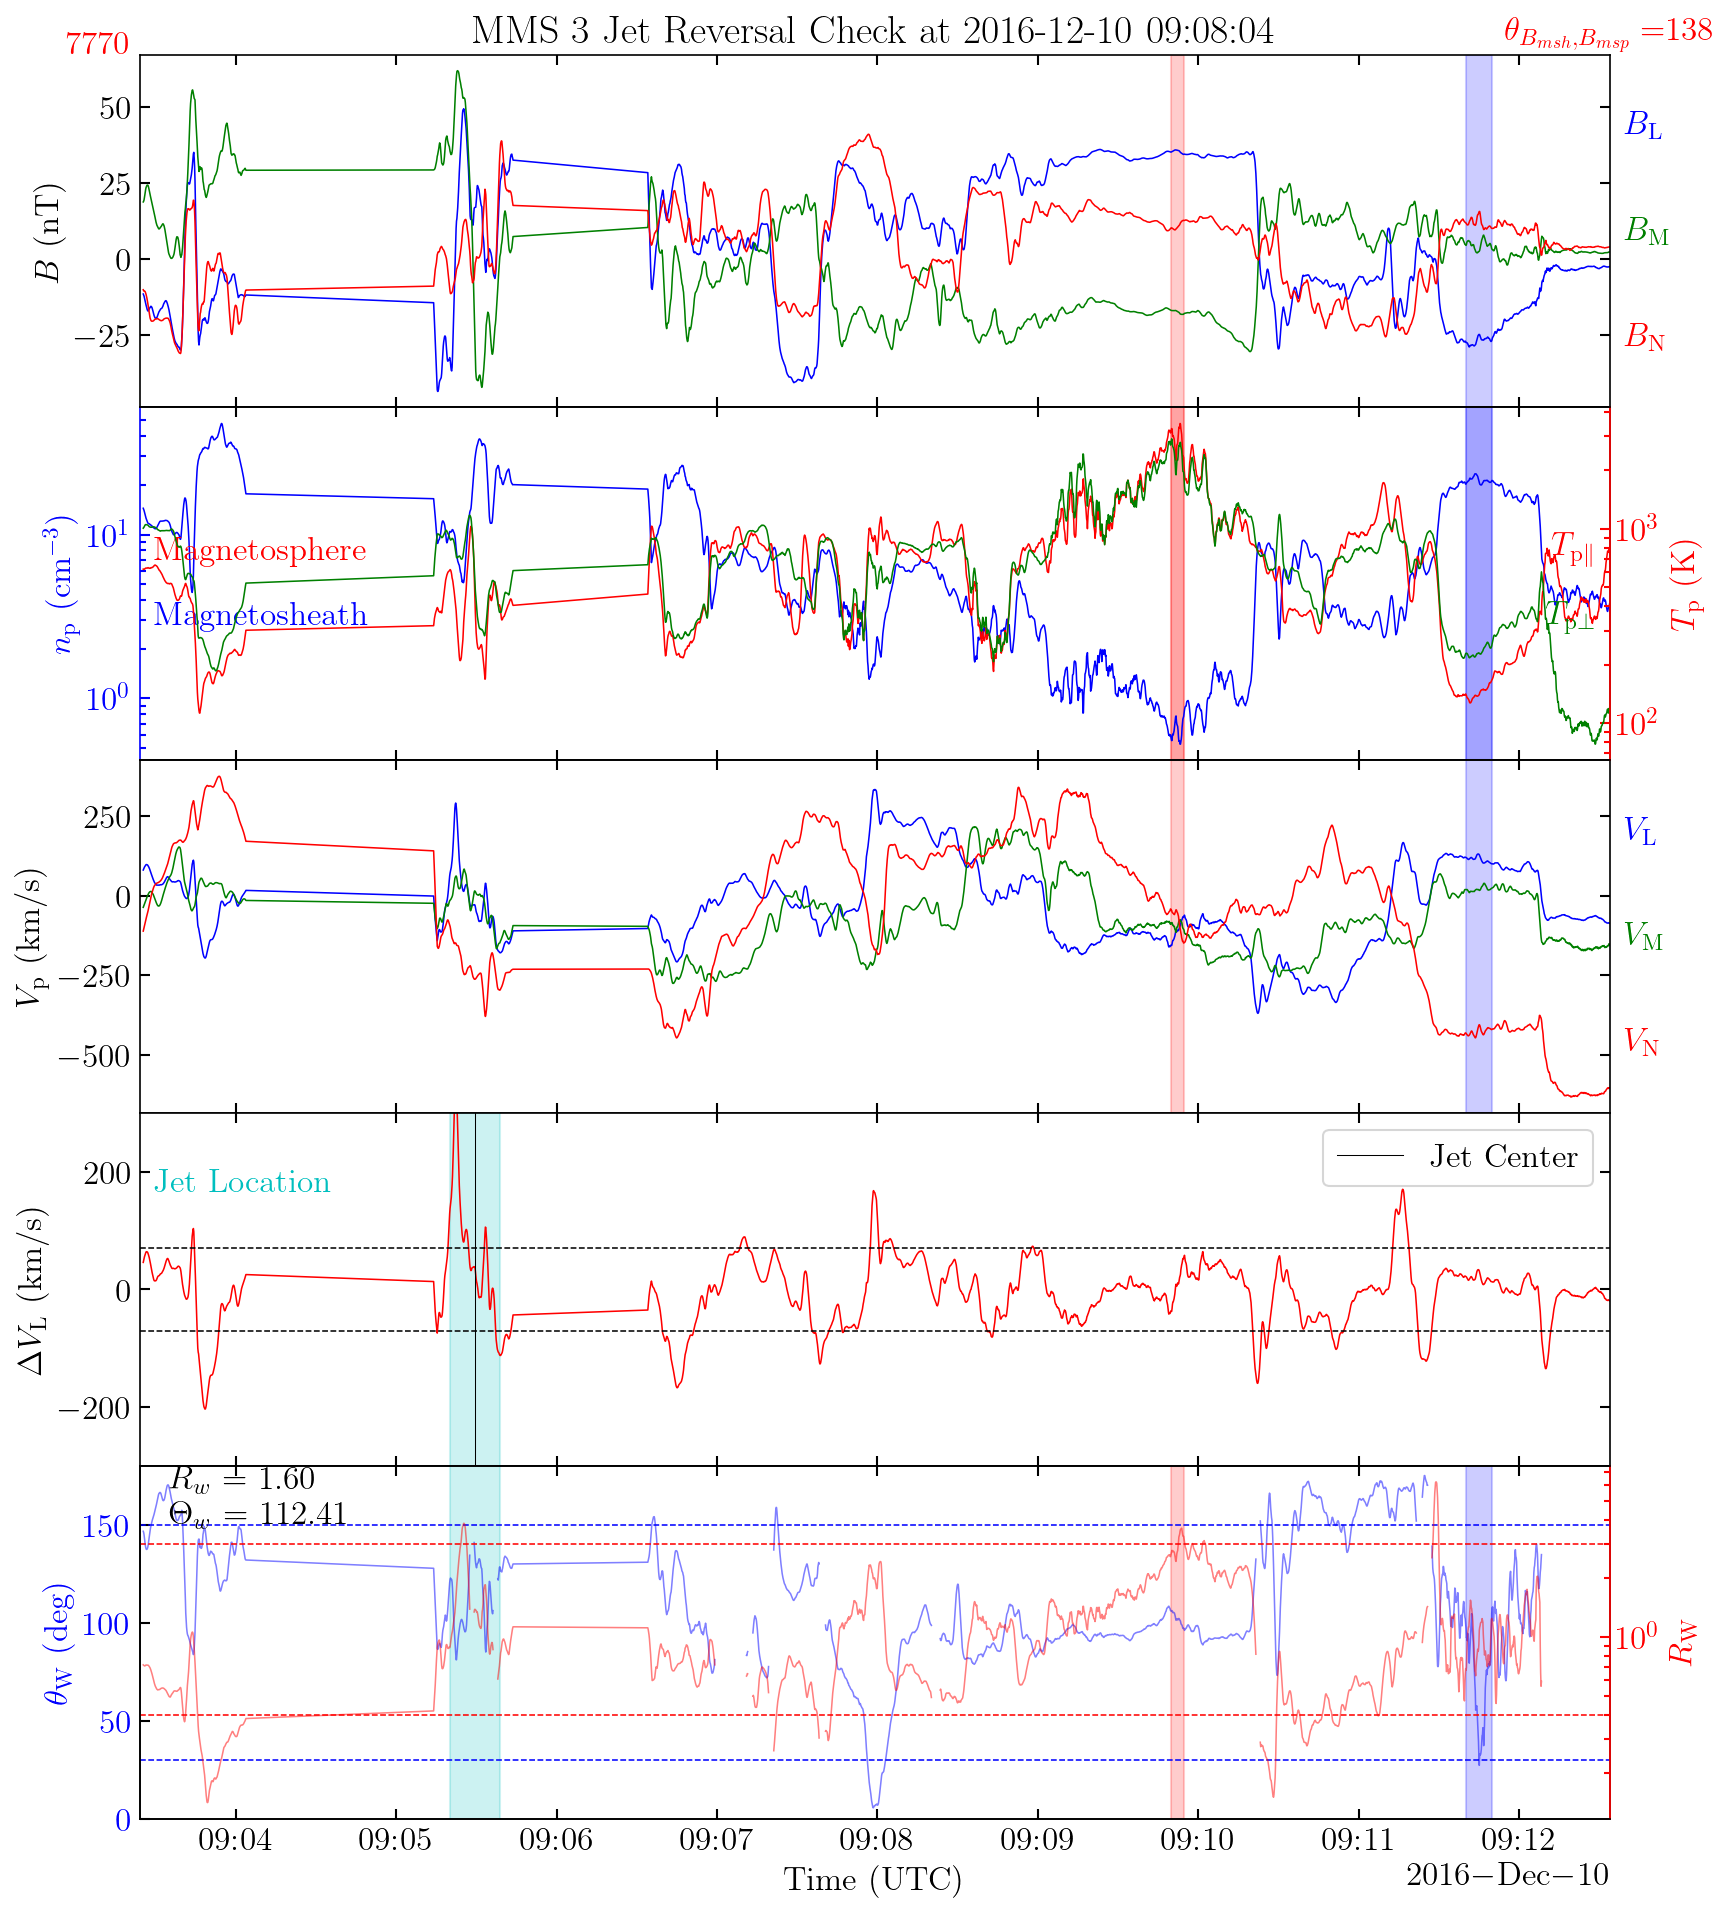 MMS 3 Jet Reversal Check at 2016-12-10 09:08:04
7770
θ_{B_{msh},B_{msp}} =138
B (nT)
50
25
0
−25
B_L
B_M
B_N
n_p (cm^{−3})
10^1
10^0
Magnetosphere
Magnetosheath
T_{p∥}
T_{p⊥}
10^3
10^2
T_p (K)
V_p (km/s)
250
0
−250
−500
V_L
V_M
V_N
ΔV_L (km/s)
200
0
−200
Jet Location
Jet Center
R_w = 1.60
Θ_w = 112.41
θ_W (deg)
150
100
50
0
10^0
R_W
09:04 09:05 09:06 09:07 09:08 09:09 09:10 09:11 09:12
Time (UTC)
2016−Dec−10